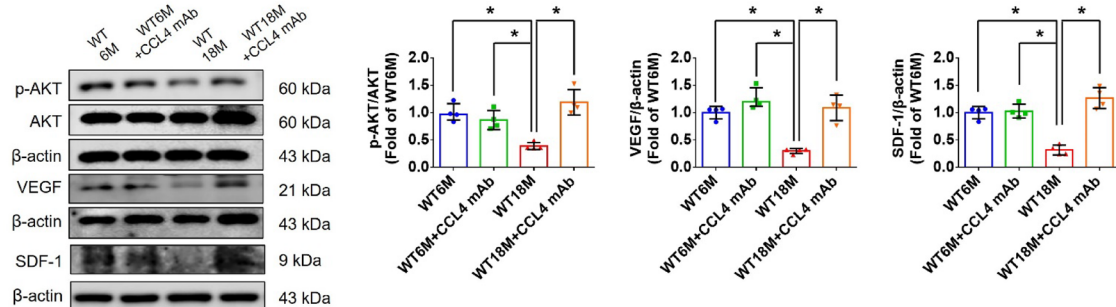 WT 6M
WT6M +CCL4 mAb
WT 18M
WT18M +CCL4 mAb
p-AKT 60 kDa
AKT 60 kDa
β-actin 43 kDa
VEGF 21 kDa
β-actin 43 kDa
SDF-1 9 kDa
β-actin 43 kDa
p-AKT/AKT
(Fold of WT6M)
2.0
1.5
1.0
0.5
0.0
* * *
WT6M
WT6M+CCL4 mAb
WT18M
WT18M+CCL4 mAb
VEGF/β-actin
(Fold of WT6M)
2.0
1.5
1.0
0.5
0.0
* * *
WT6M
WT6M+CCL4 mAb
WT18M
WT18M+CCL4 mAb
SDF-1/β-actin
(Fold of WT6M)
2.0
1.5
1.0
0.5
0.0
* * *
WT6M
WT6M+CCL4 mAb
WT18M
WT18M+CCL4 mAb